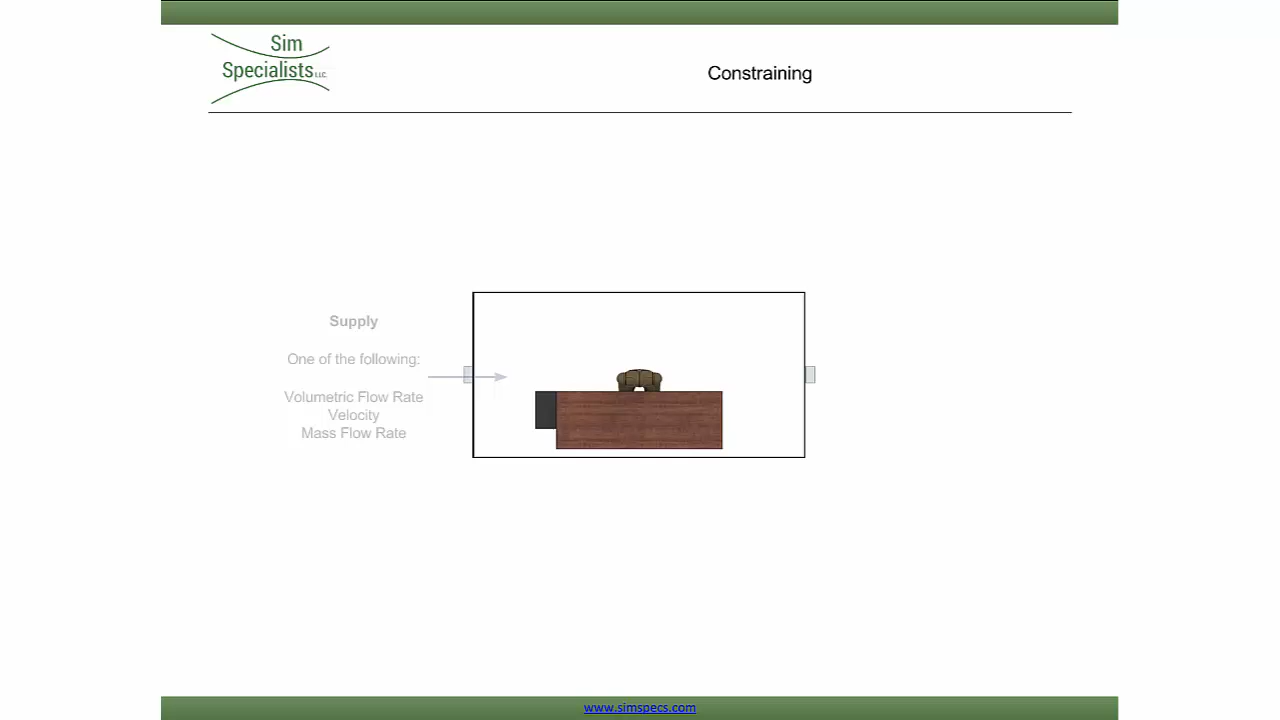 Sim
Specialists LLC.
Constraining
Supply
One of the following:
Volumetric Flow Rate
Velocity
Mass Flow Rate
www.simspecs.com